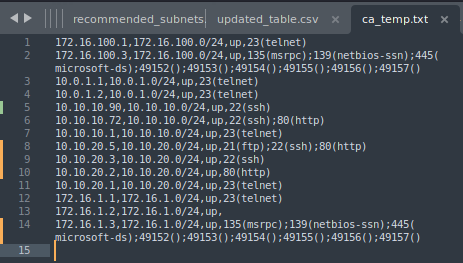 recommended_subnets. updated_table.csv × ca_temp.txt ×
1 172.16.100.1,172.16.100.0/24,up,23(telnet)
2 172.16.100.3,172.16.100.0/24,up,135(msrpc);139(netbios-ssn);445(
microsoft-ds);49152();49153();49154();49155();49156();49157()
3 10.0.1.1,10.0.1.0/24,up,23(telnet)
4 10.0.1.2,10.0.1.0/24,up,23(telnet)
5 10.10.10.90,10.10.10.0/24,up,22(ssh)
6 10.10.10.72,10.10.10.0/24,up,22(ssh);80(http)
7 10.10.10.1,10.10.10.0/24,up,23(telnet)
8 10.10.20.5,10.10.20.0/24,up,21(ftp);22(ssh);80(http)
9 10.10.20.3,10.10.20.0/24,up,22(ssh)
10 10.10.20.2,10.10.20.0/24,up,80(http)
11 10.10.20.1,10.10.20.0/24,up,23(telnet)
12 172.16.1.1,172.16.1.0/24,up,23(telnet)
13 172.16.1.2,172.16.1.0/24,up,
14 172.16.1.3,172.16.1.0/24,up,135(msrpc);139(netbios-ssn);445(
microsoft-ds);49152();49153();49154();49155();49156();49157()
15